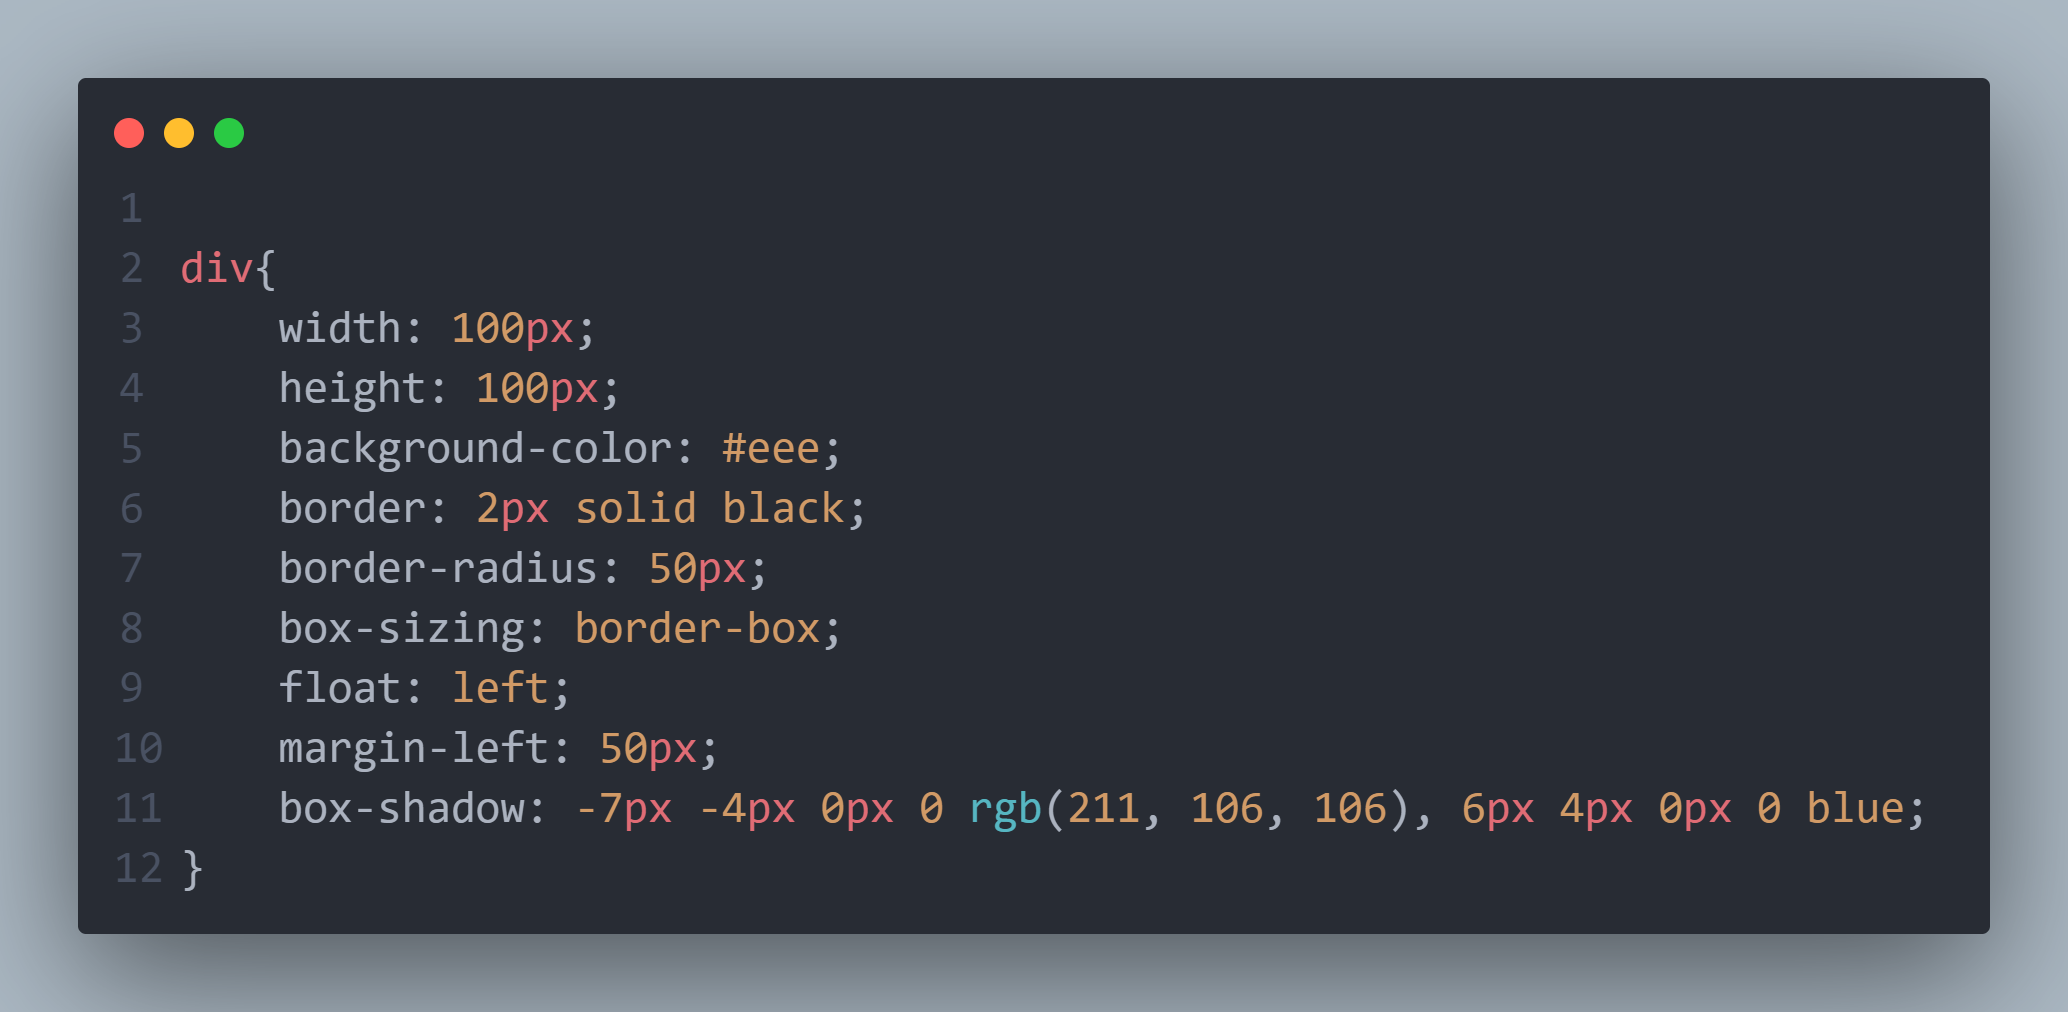 1
2 div{
3     width: 100px;
4     height: 100px;
5     background-color: #eee;
6     border: 2px solid black;
7     border-radius: 50px;
8     box-sizing: border-box;
9     float: left;
10     margin-left: 50px;
11     box-shadow: -7px -4px 0px 0 rgb(211, 106, 106), 6px 4px 0px 0 blue;
12 }